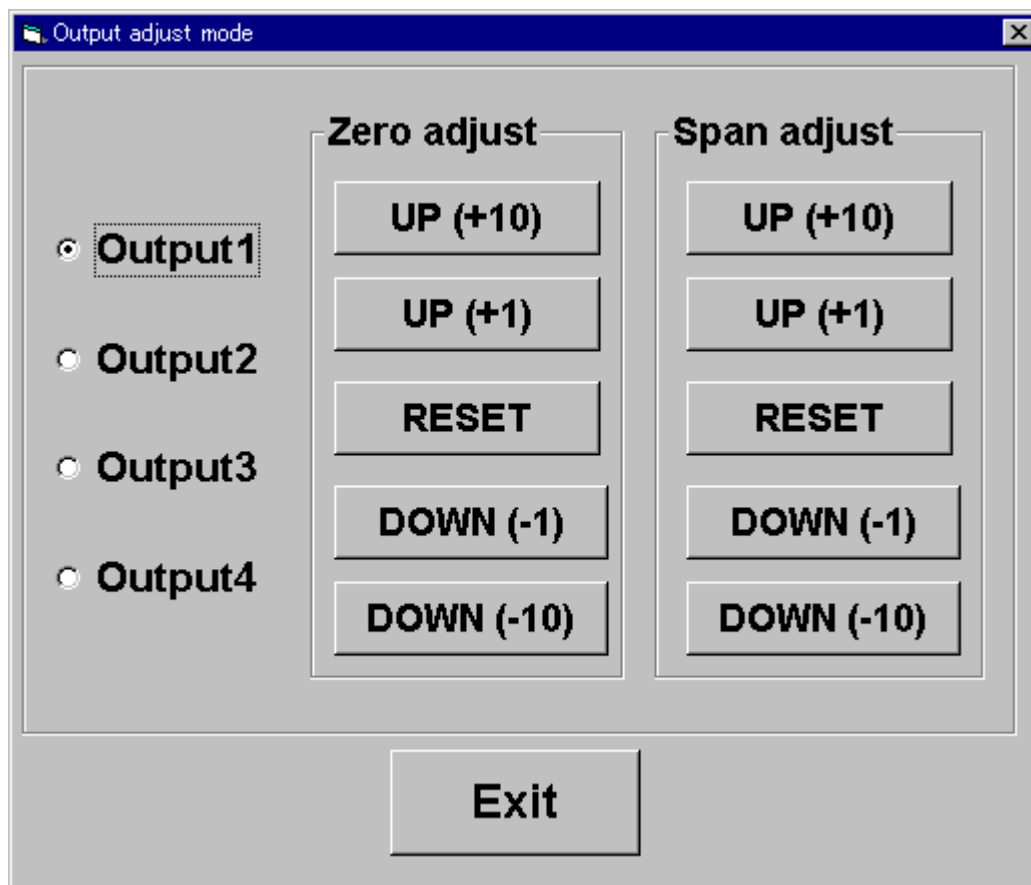 Output adjust mode
Output1
Output2
Output3
Output4
Zero adjust
UP (+10)
UP (+1)
RESET
DOWN (-1)
DOWN (-10)
Span adjust
UP (+10)
UP (+1)
RESET
DOWN (-1)
DOWN (-10)
Exit